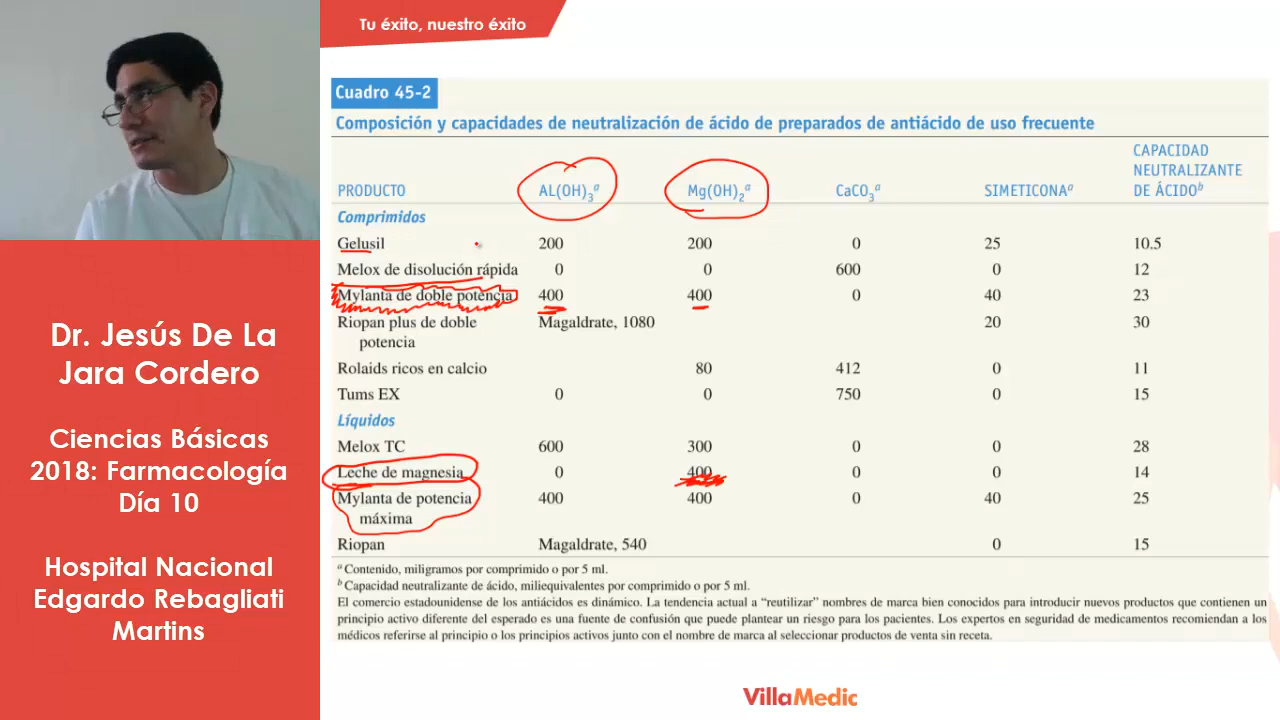 Tu éxito, nuestro éxito
Dr. Jesús De La
Jara Cordero
Ciencias Básicas
2018: Farmacología
Día 10
Hospital Nacional
Edgardo Rebagliati
Martins
Cuadro 45-2
Composición y capacidades de neutralización de ácido de preparados de antiácido de uso frecuente
PRODUCTO AL(OH)₃ᵃ Mg(OH)₂ᵃ CaCO₃ᵃ SIMETICONAᵃ CAPACIDAD NEUTRALIZANTE DE ÁCIDOᵇ
Comprimidos
Gelusil 200 200 0 25 10.5
Melox de disolución rápida 0 0 600 0 12
Mylanta de doble potencia 400 400 0 40 23
Riopan plus de doble Magaldrate, 1080 20 30
potencia
Rolaids ricos en calcio 80 412 0 11
Tums EX 0 0 750 0 15
Líquidos
Melox TC 600 300 0 0 28
Leche de magnesia 0 400 0 0 14
Mylanta de potencia 400 400 0 40 25
máxima
Riopan Magaldrate, 540 0 15
ᵃ Contenido, miligramos por comprimido o por 5 ml.
ᵇ Capacidad neutralizante de ácido, miliequivalentes por comprimido o por 5 ml.
El comercio estadounidense de los antiácidos es dinámico. La tendencia actual a “reutilizar” nombres de marca bien conocidos para introducir nuevos productos que contienen un
principio activo diferente del esperado es una fuente de confusión que puede plantear un riesgo para los pacientes. Los expertos en seguridad de medicamentos recomiendan a los
médicos referirse al principio o los principios activos junto con el nombre de marca al seleccionar productos de venta sin receta.
VillaMedic